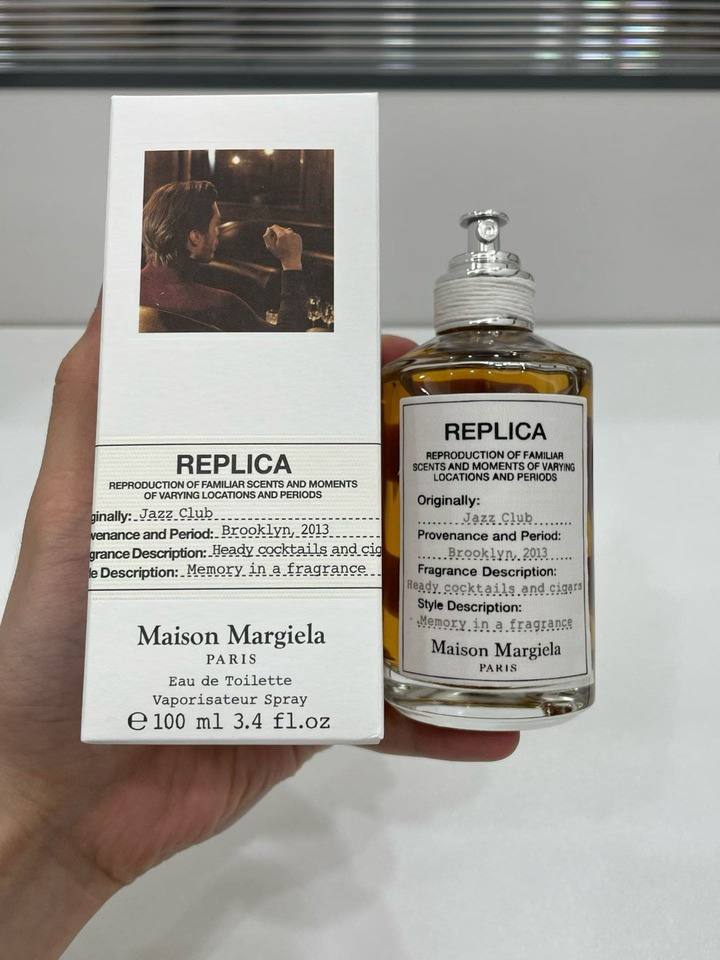 REPLICA
REPRODUCTION OF FAMILIAR SCENTS AND MOMENTS
OF VARYING LOCATIONS AND PERIODS
ginally: Jazz Club
venance and Period: Brooklyn, 2013
grance Description: Heady cocktails and cig
le Description: Memory in a fragrance
Maison Margiela
PARIS
Eau de Toilette
Vaporisateur Spray
℮ 100 ml 3.4 fl.oz
REPLICA
REPRODUCTION OF FAMILIAR
SCENTS AND MOMENTS OF VARYING
LOCATIONS AND PERIODS
Originally:
Jazz Club
Provenance and Period:
Brooklyn, 2013
Fragrance Description:
Heady cocktails and cigars
Style Description:
Memory in a fragrance
Maison Margiela
PARIS